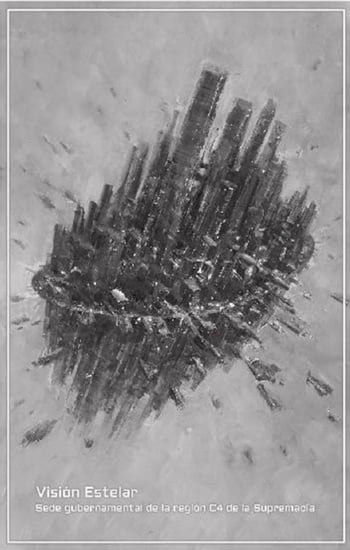 Visión Estelar
Sede gubernamental de la región C4 de la Supremacía